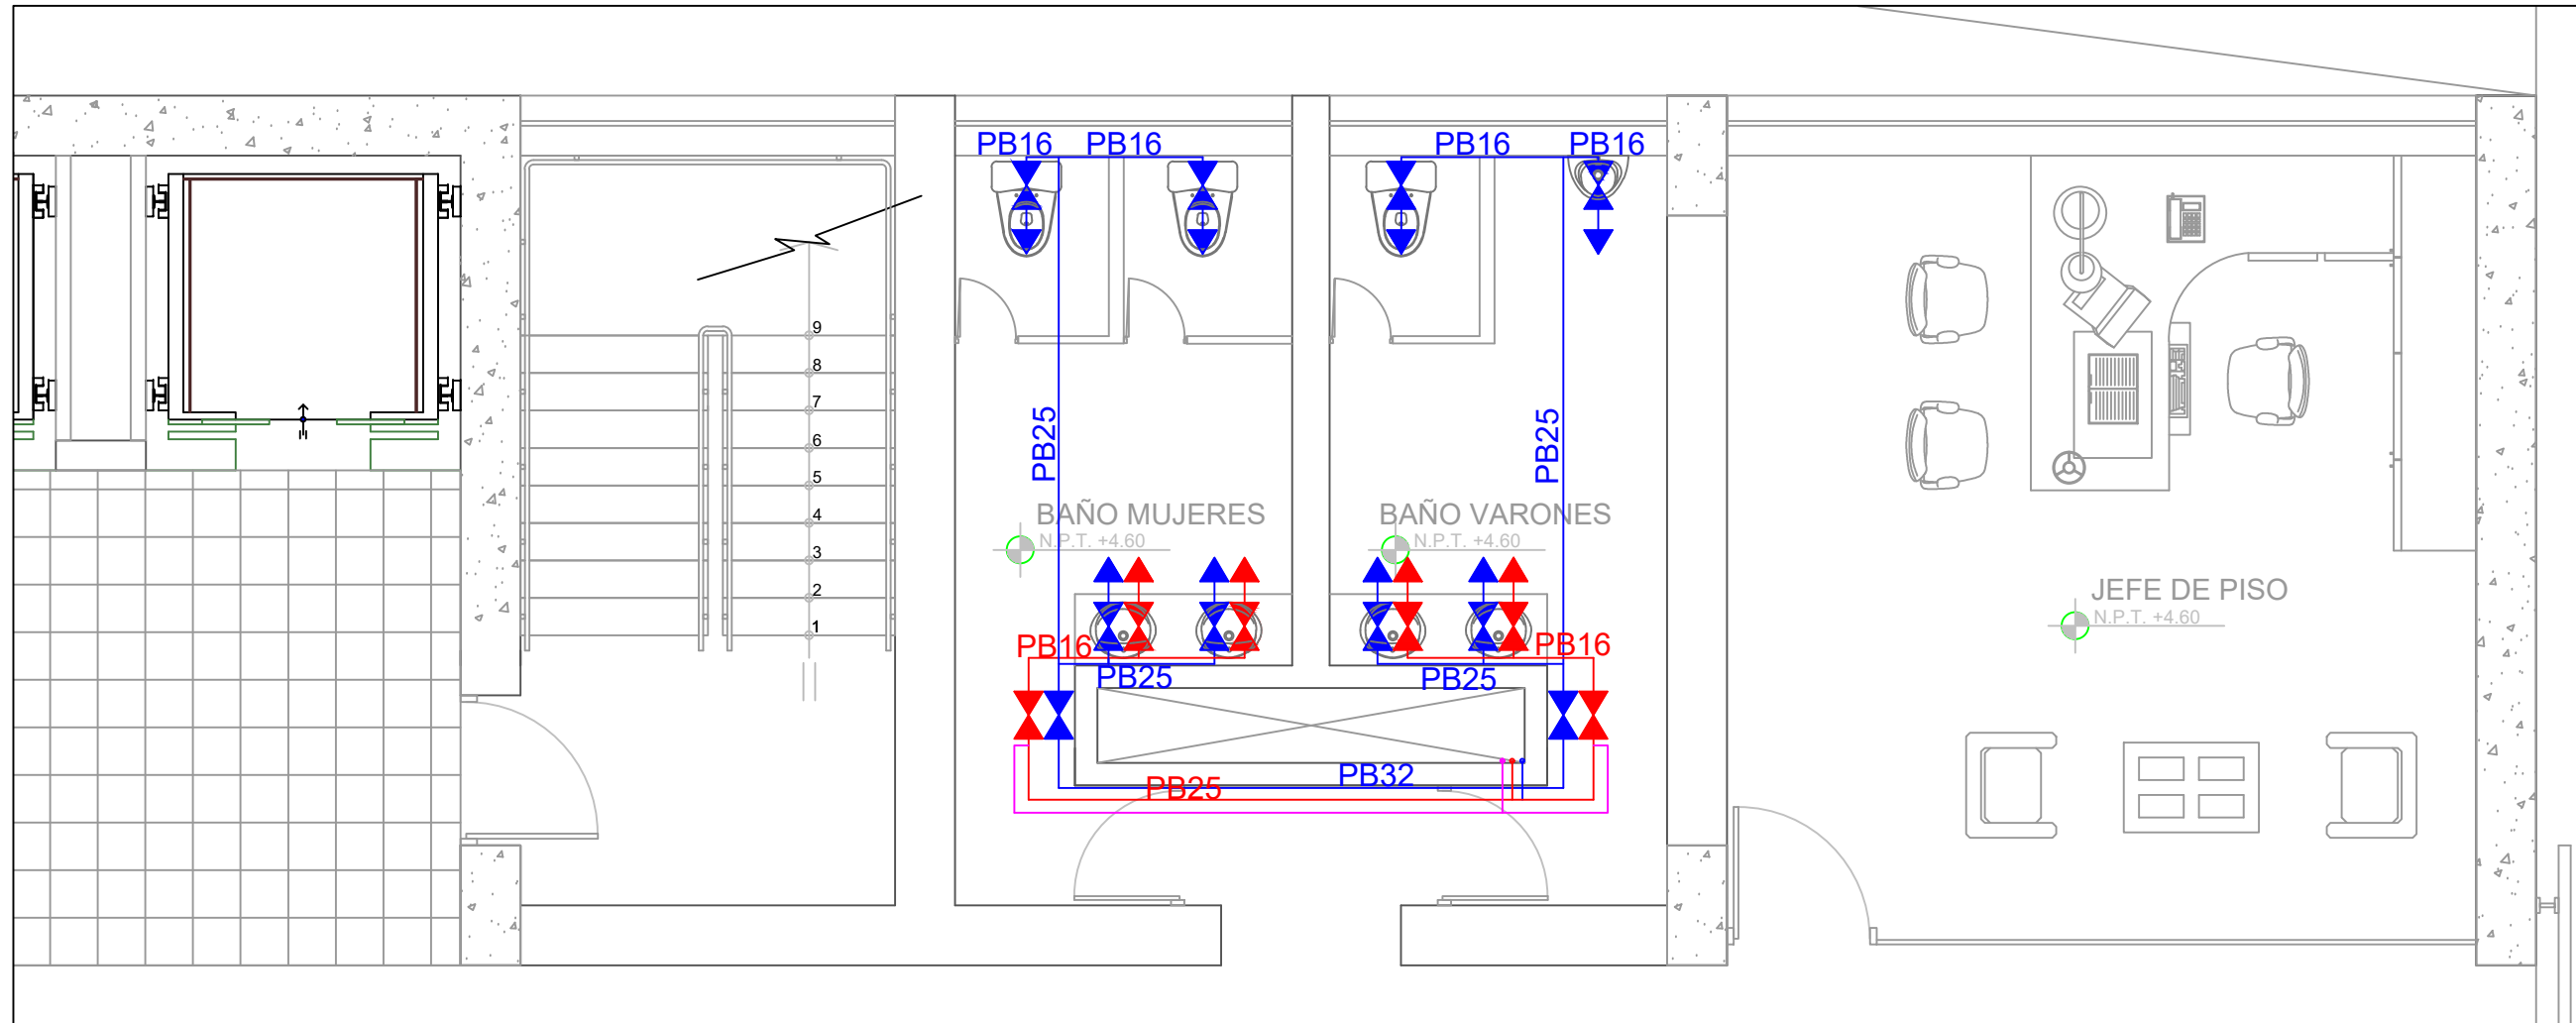 PB16 PB16 PB16 PB16
9
8
7
6
5
4
3
2
1
PB25
PB25
BAÑO MUJERES
N.P.T. +4.60
BAÑO VARONES
N.P.T. +4.60
JEFE DE PISO
N.P.T. +4.60
PB16
PB16
PB25
PB25
PB32
PB25